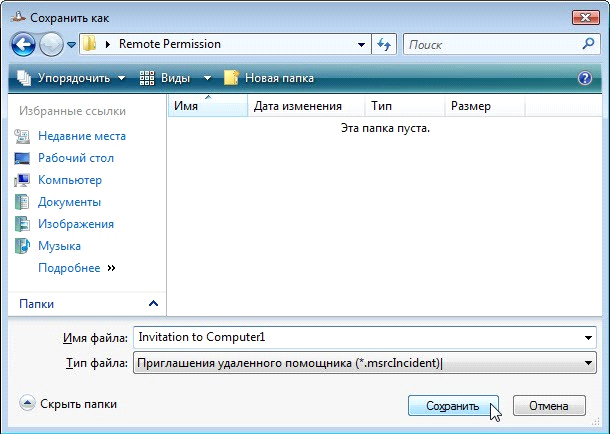 Сохранить как
Remote Permission
Поиск
Упорядочить Виды Новая папка
Избранные ссылки
Недавние места
Рабочий стол
Компьютер
Документы
Изображения
Музыка
Подробнее »
Папки
Имя Дата изменения Тип Размер
Эта папка пуста.
Имя файла: Invitation to Computer1
Тип файла: Приглашения удаленного помощника (*.msrcIncident)
Скрыть папки Сохранить Отмена